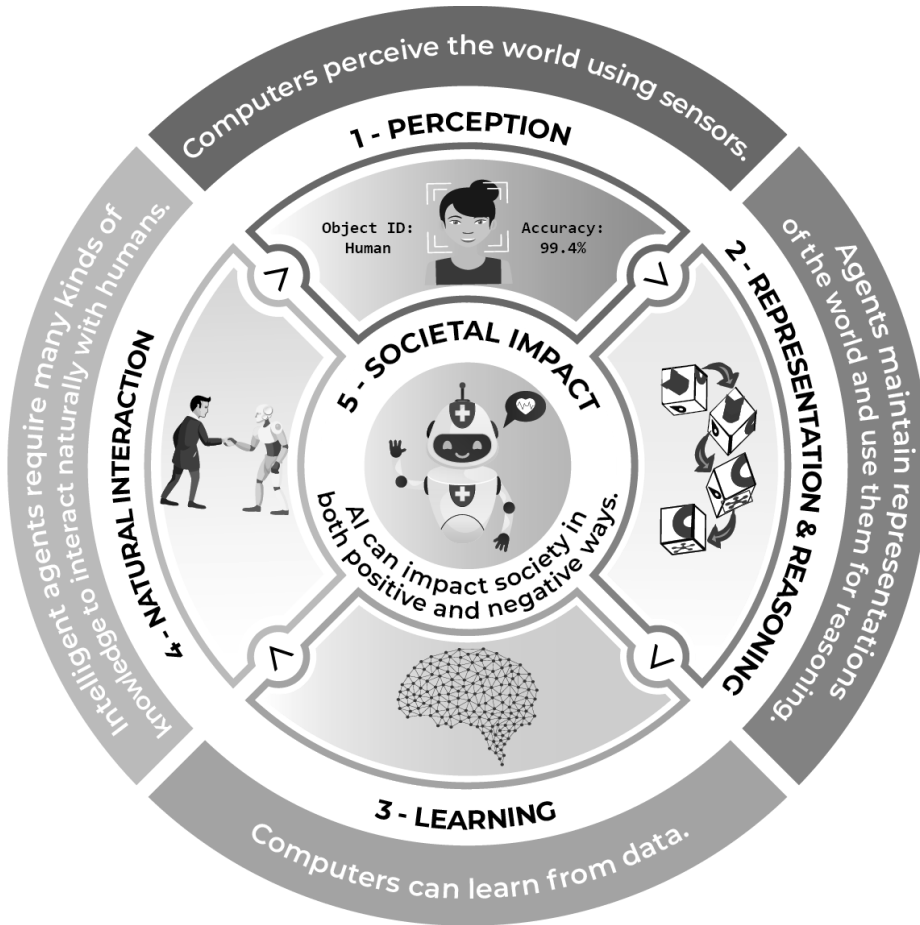 Computers perceive the world using sensors.
1 - PERCEPTION
Object ID:
Human
Accuracy:
99.4%
Agents maintain representations
of the world and use them for reasoning.
2 - REPRESENTATION & REASONING
3 - LEARNING
Computers can learn from data.
Intelligent agents require many kinds of
knowledge to interact naturally with humans.
4 - NATURAL INTERACTION
5 - SOCIETAL IMPACT
AI can impact society in
both positive and negative ways.